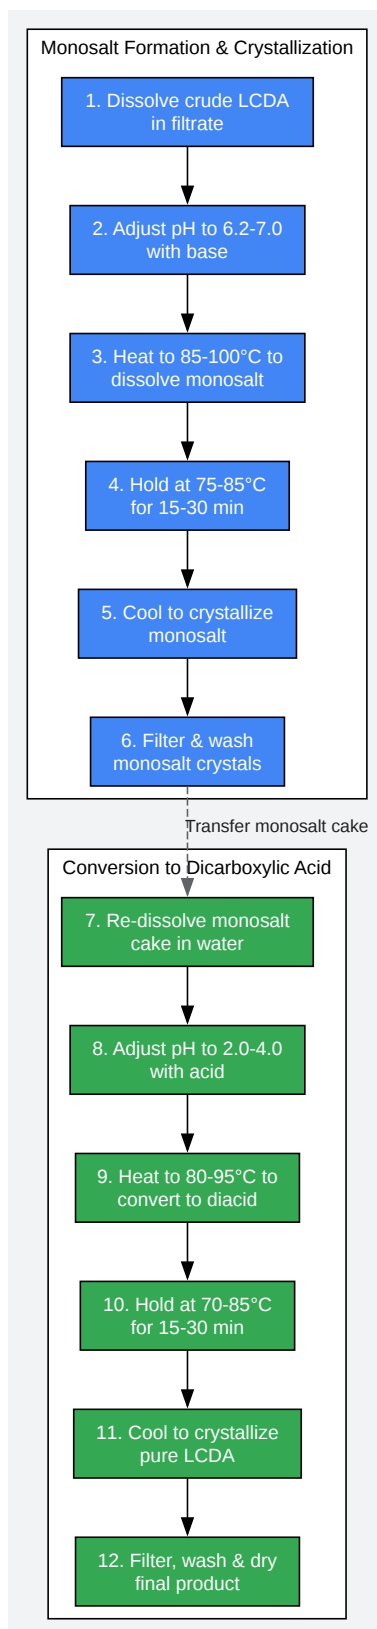 Monosalt Formation & Crystallization
1. Dissolve crude LCDA
in filtrate
2. Adjust pH to 6.2-7.0
with base
3. Heat to 85-100°C to
dissolve monosalt
4. Hold at 75-85°C
for 15-30 min
5. Cool to crystallize
monosalt
6. Filter & wash
monosalt crystals
Transfer monosalt cake
Conversion to Dicarboxylic Acid
7. Re-dissolve monosalt
cake in water
8. Adjust pH to 2.0-4.0
with acid
9. Heat to 80-95°C to
convert to diacid
10. Hold at 70-85°C
for 15-30 min
11. Cool to crystallize
pure LCDA
12. Filter, wash & dry
final product